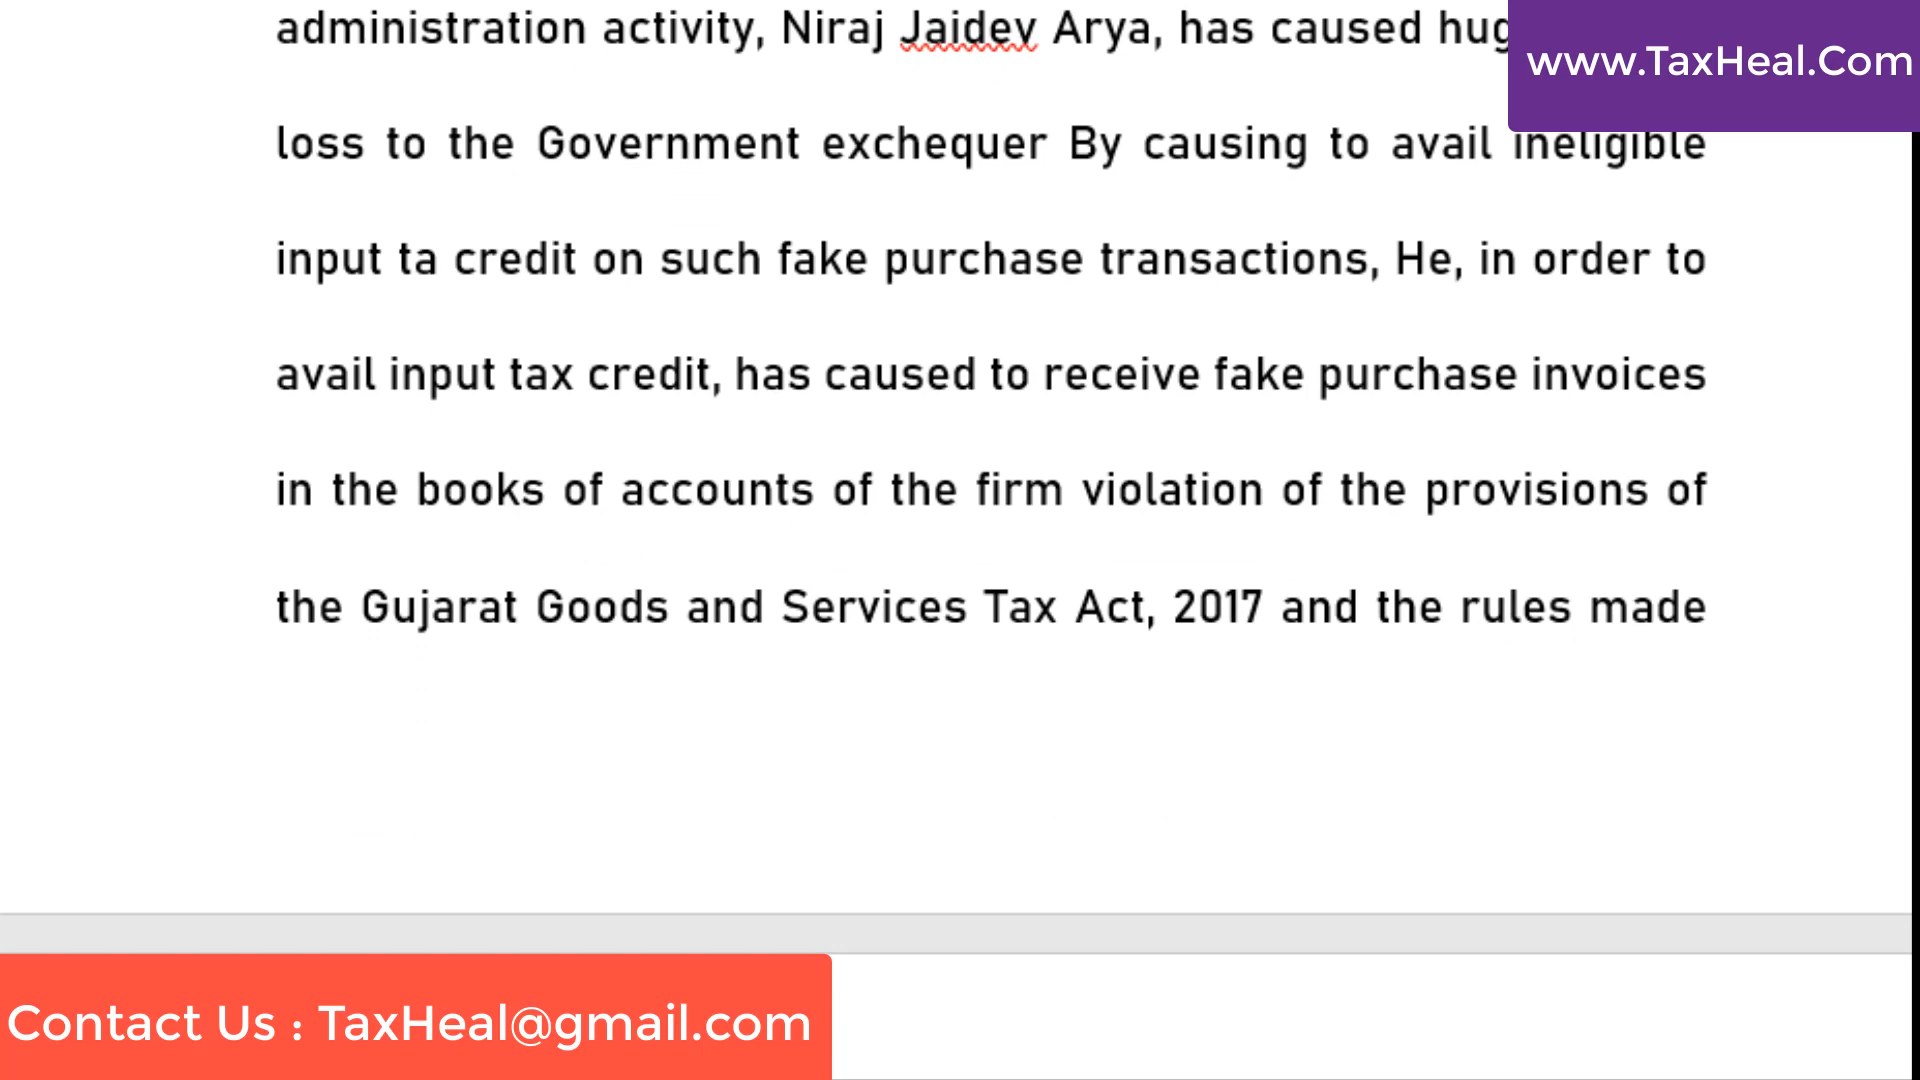 administration activity, Niraj Jaidev Arya, has caused
www.TaxHeal.Com
loss to the Government exchequer By causing to avail ineligible
input ta credit on such fake purchase transactions, He, in order to
avail input tax credit, has caused to receive fake purchase invoices
in the books of accounts of the firm violation of the provisions of
the Gujarat Goods and Services Tax Act, 2017 and the rules made
Contact Us : TaxHeal@gmail.com